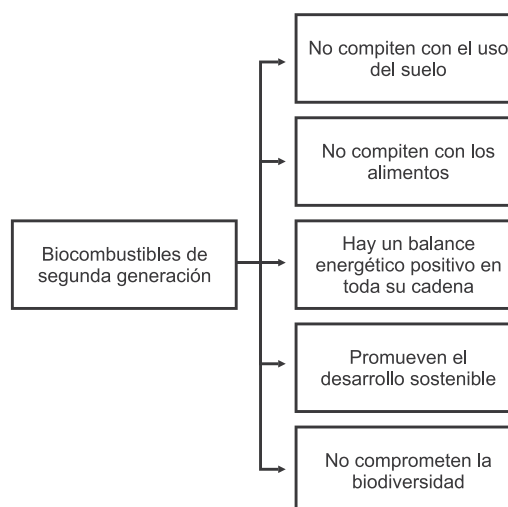 Biocombustibles de
segunda generación
No compiten con el uso
del suelo
No compiten con los
alimentos
Hay un balance
energético positivo en
toda su cadena
Promueven el
desarrollo sostenible
No comprometen la
biodiversidad